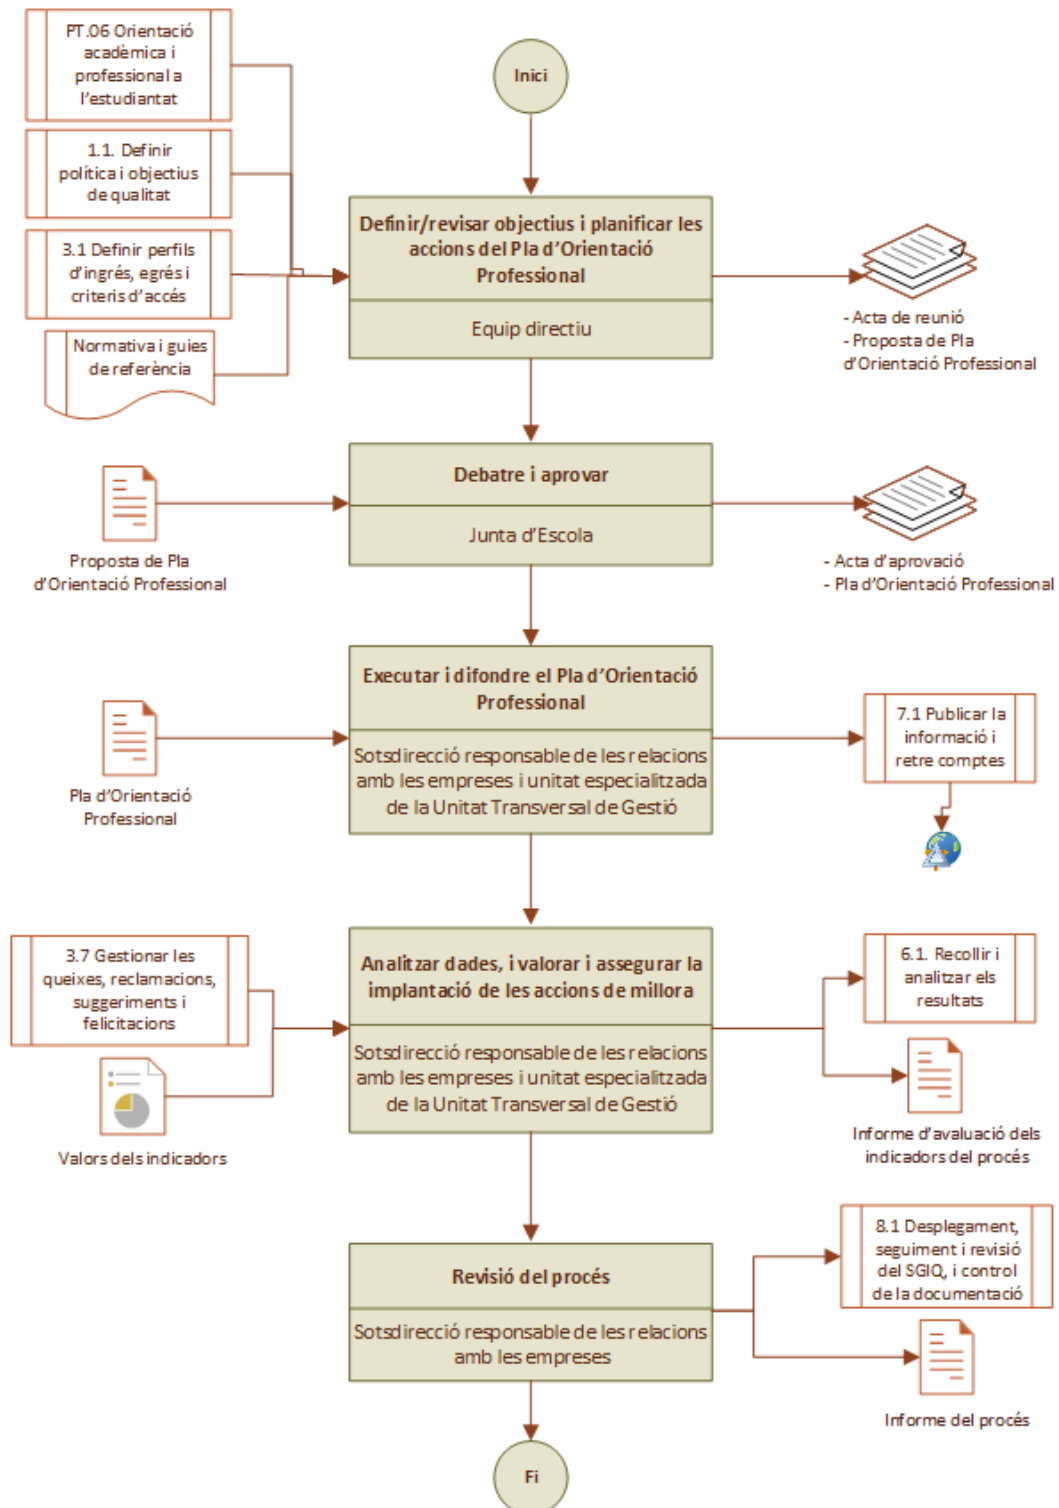 PT.06 Orientació
acadèmica i
professional a
l'estudiantat
Inici
1.1. Definir
política i objectius
de qualitat
3.1 Definir perfils
d'ingrés, egrés i
criteris d'accés
Normativa i guies
de referència
Definir/revisar objectius i planificar les
accions del Pla d'Orientació
Professional
Equip directiu
- Acta de reunió
- Proposta de Pla
d'Orientació Professional
Proposta de Pla
d'Orientació Professional
Debatre i aprovar
Junta d'Escola
- Acta d'aprovació
- Pla d'Orientació Professional
Pla d'Orientació
Professional
Executar i difondre el Pla d'Orientació
Professional
Sotsdirecció responsable de les relacions
amb les empreses i unitat especialitzada
de la Unitat Transversal de Gestió
7.1 Publicar la
informació i
retre comptes
3.7 Gestionar les
queixes, reclamacions,
suggeriments i
felicitacions
Valors dels indicadors
Analitzar dades, i valorar i assegurar la
implantació de les accions de millora
Sotsdirecció responsable de les relacions
amb les empreses i unitat especialitzada
de la Unitat Transversal de Gestió
6.1. Recollir i
analitzar els
resultats
Informe d'avaluació dels
indicadors del procés
Revisió del procés
Sotsdirecció responsable de les relacions
amb les empreses
8.1 Desplegament,
seguiment i revisió
del SGIQ, i control
de la documentació
Informe del procés
Fi